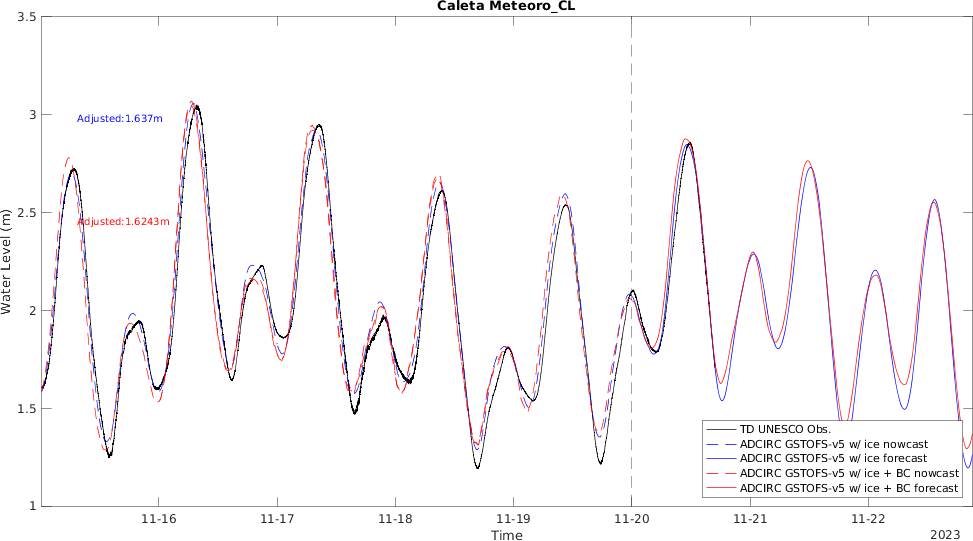 Caleta Meteoro_CL
3.5
3
2.5
2
1.5
1
Water Level (m)
Adjusted:1.637m
Adjusted:1.6243m
TD UNESCO Obs.
ADCIRC GSTOFS-v5 w/ ice nowcast
ADCIRC GSTOFS-v5 w/ ice forecast
ADCIRC GSTOFS-v5 w/ ice + BC nowcast
ADCIRC GSTOFS-v5 w/ ice + BC forecast
11-16 11-17 11-18 11-19 11-20 11-21 11-22
Time
2023